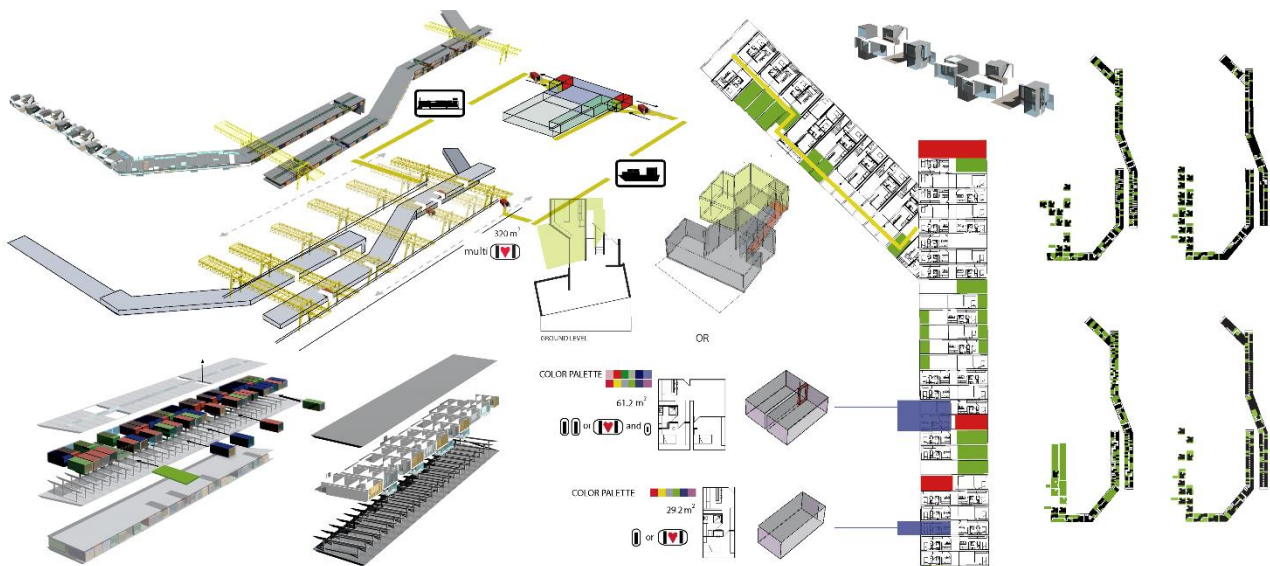 320 m²
multi
GROUND LEVEL
OR
COLOR PALETTE
61.2 m²
or
and
COLOR PALETTE
29.2 m²
or